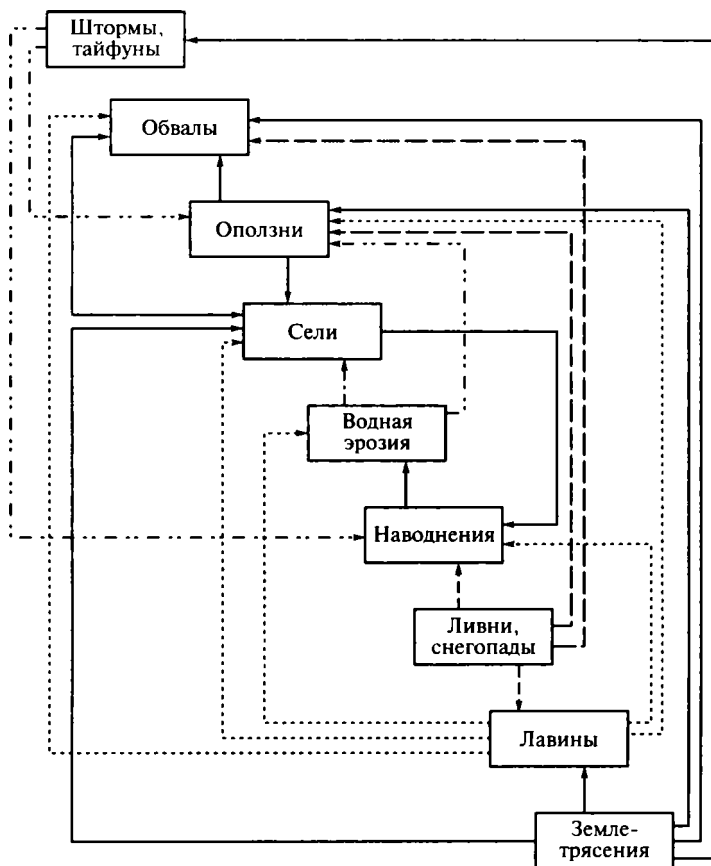 Штормы,
тайфуны
Обвалы
Оползни
Сели
Водная
эрозия
Наводнения
Ливни,
снегопады
Лавины
Земле-
трясения